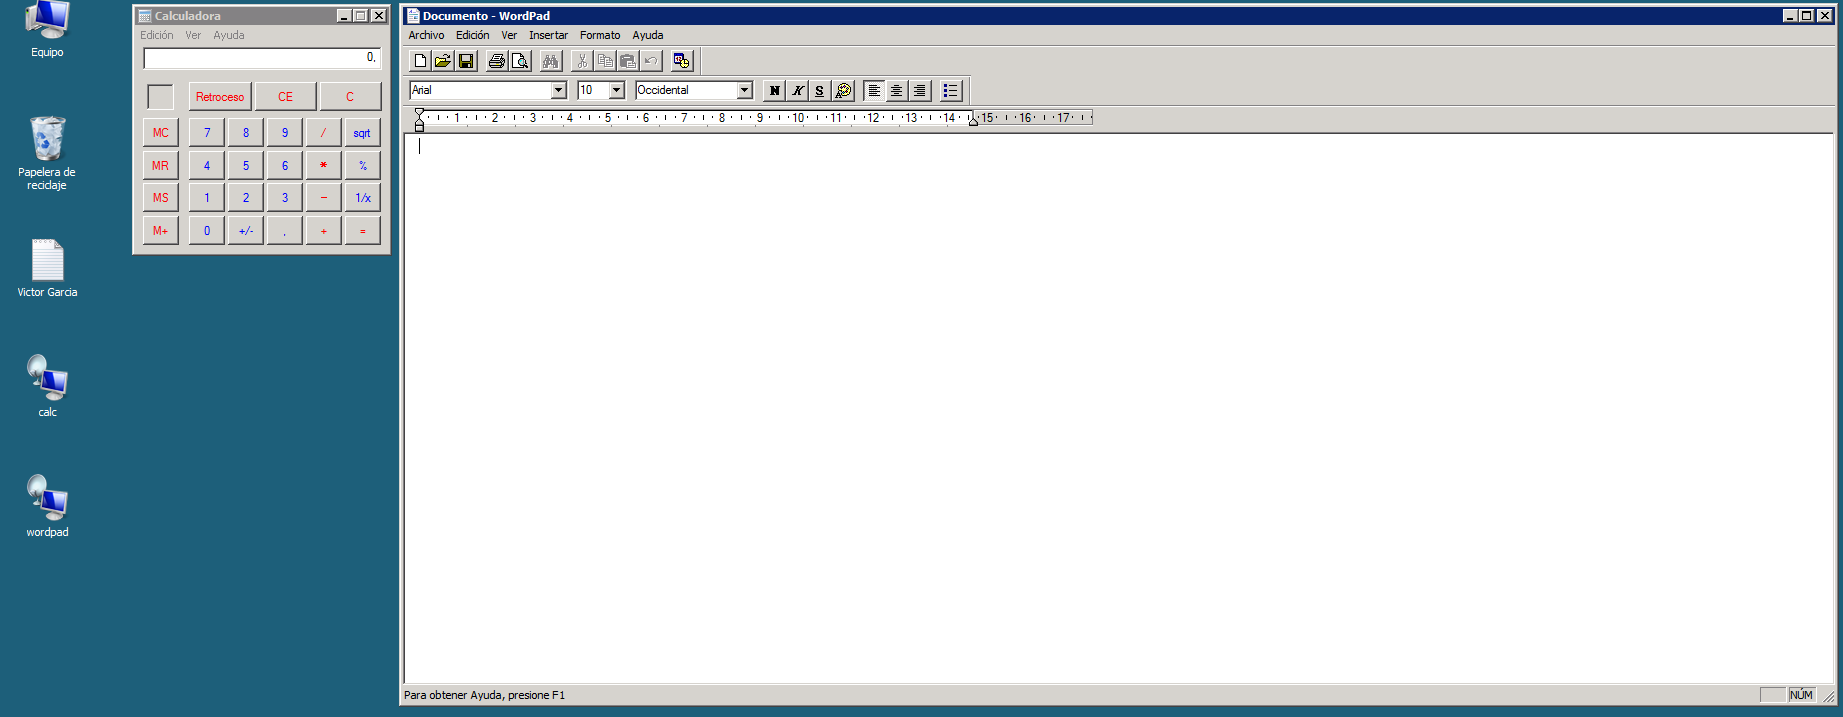 Equipo
Papelera de
reciclaje
Victor Garcia
calc
wordpad
Calculadora
Edición Ver Ayuda
0,
Retroceso CE C
MC 7 8 9 / sqrt
MR 4 5 6 * %
MS 1 2 3 - 1/x
M+ 0 +/- , + =
Documento - WordPad
Archivo Edición Ver Insertar Formato Ayuda
Arial 10 Occidental N K S
1 2 3 4 5 6 7 8 9 10 11 12 13 14 15 16 17
Para obtener Ayuda, presione F1
NÚM